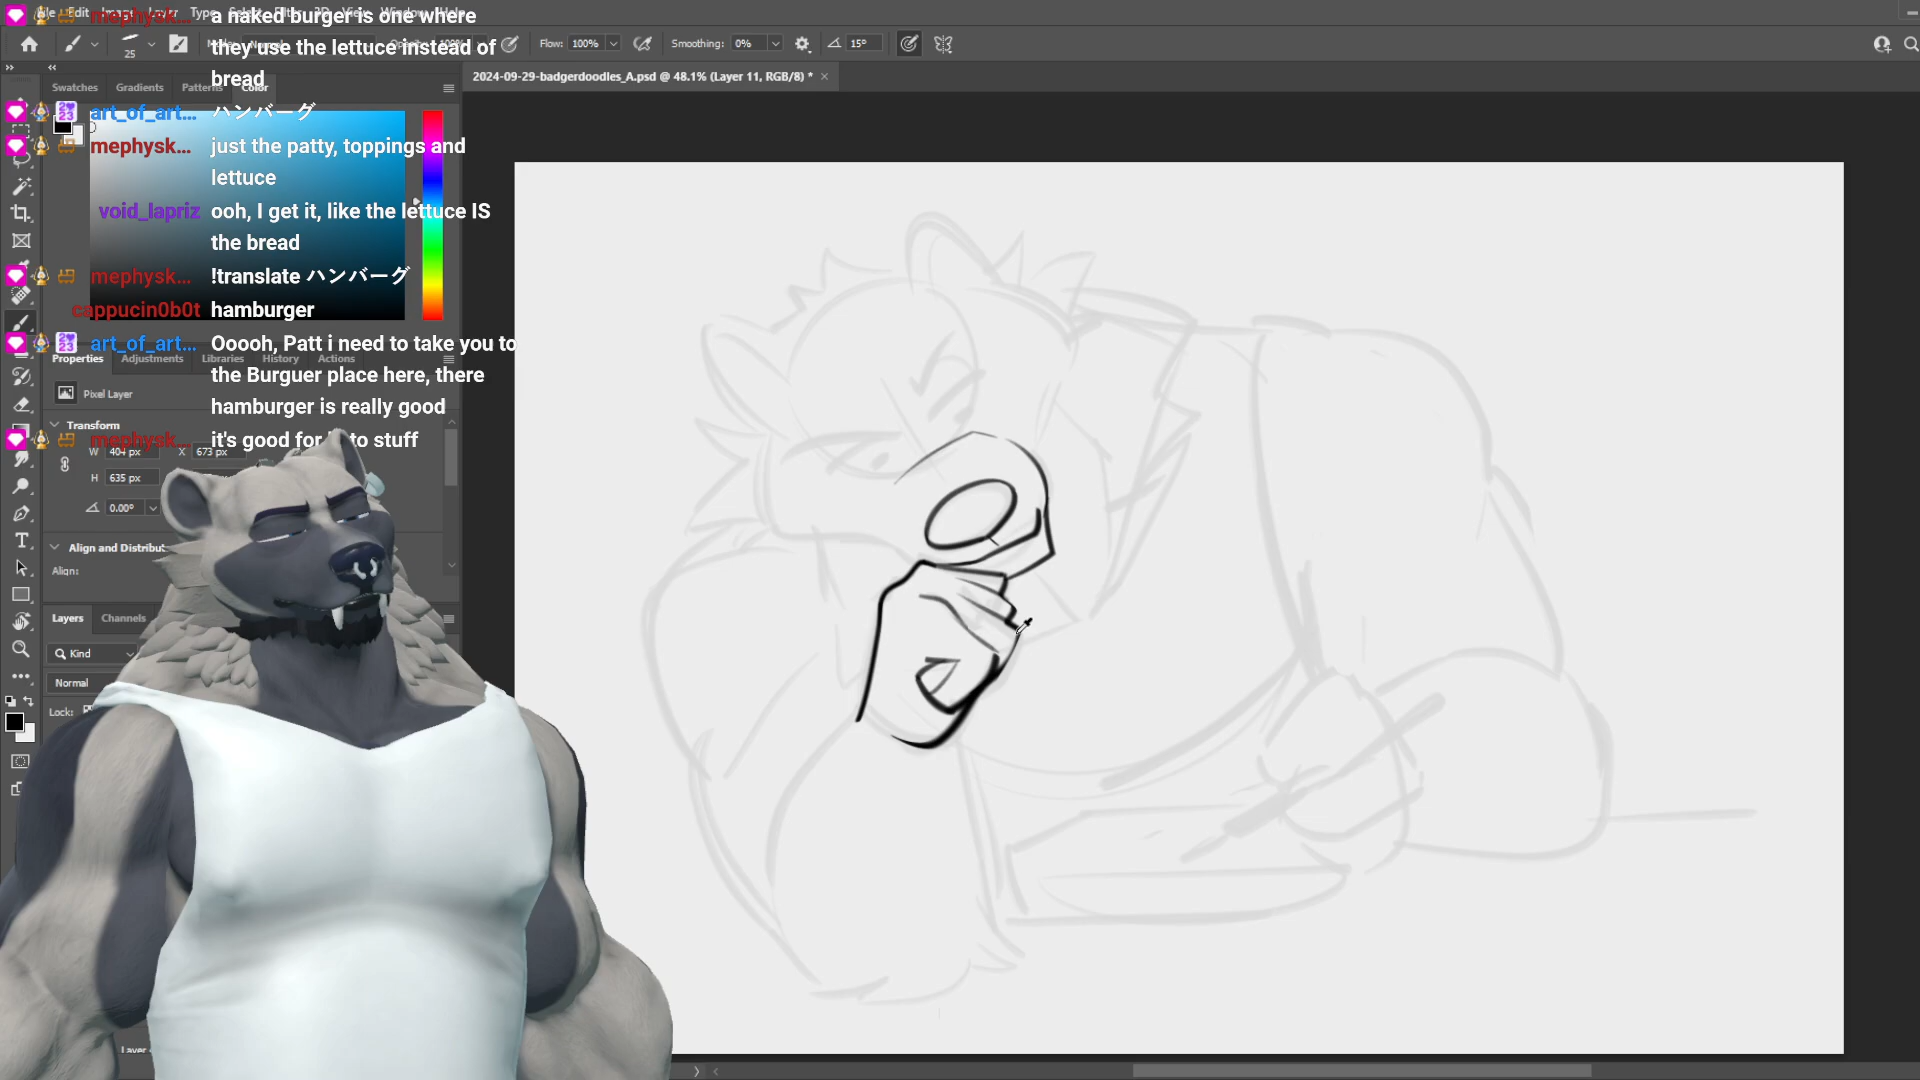 a naked burger is one where
they use the lettuce instead of
bread
art_of_art... ハンバーグ
mephysk... just the patty, toppings and
lettuce
void_lapriz ooh, I get it, like the lettuce IS
the bread
mephysk... !translate ハンバーグ
cappucin0b0t hamburger
art_of_art... Ooooh, Patt i need to take you to
the Burguer place here, there
hamburger is really good
mephysk... it's good for to stuff
Type
Window
25
Flow: 100%
Smoothing: 0%
15°
2024-09-29-badgerdoodles_A.psd @ 48.1% (Layer 11, RGB/8) *
Swatches
Gradients
Patterns
Color
Properties
Adjustments
Libraries
History
Actions
Pixel Layer
Transform
W 404 px X 673 px
H 635 px
0.00°
Align and Distribut
Align:
Layers
Channels
Kind
Normal
Lock: